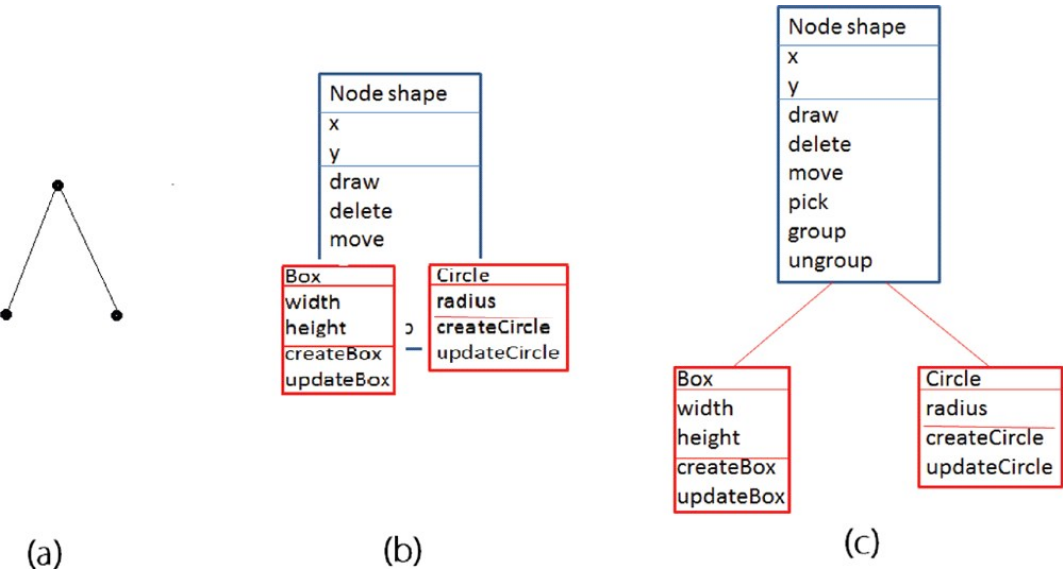 Node shape
x
y
draw
delete
move
Box
width
height
createBox
updateBox
Circle
radius
createCircle
updateCircle
Node shape
x
y
draw
delete
move
pick
group
ungroup
Box
width
height
createBox
updateBox
Circle
radius
createCircle
updateCircle
(a)
(b)
(c)